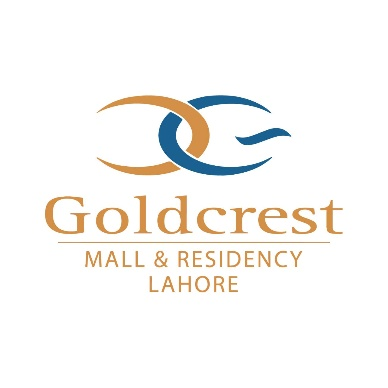 Goldcrest
MALL & RESIDENCY
LAHORE